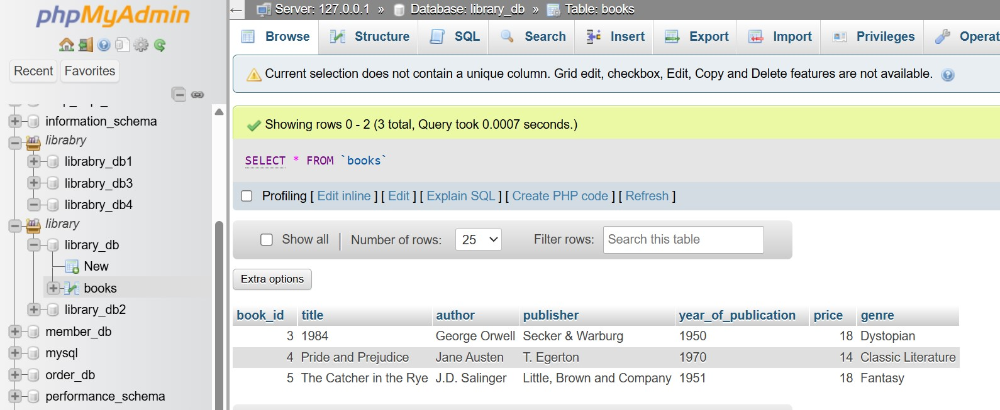 phpMyAdmin
Recent Favorites
information_schema
librabry
librabry_db1
librabry_db3
librabry_db4
library
library_db
New
books
library_db2
member_db
mysql
order_db
performance_schema
Server: 127.0.0.1 » Database: library_db » Table: books
Browse Structure SQL Search Insert Export Import Privileges Operat
Current selection does not contain a unique column. Grid edit, checkbox, Edit, Copy and Delete features are not available.
Showing rows 0 - 2 (3 total, Query took 0.0007 seconds.)
SELECT * FROM `books`
Profiling [ Edit inline ] [ Edit ] [ Explain SQL ] [ Create PHP code ] [ Refresh ]
Show all | Number of rows: 25 Filter rows: Search this table
Extra options
book_id title author publisher year_of_publication price genre
3 1984 George Orwell Secker & Warburg 1950 18 Dystopian
4 Pride and Prejudice Jane Austen T. Egerton 1970 14 Classic Literature
5 The Catcher in the Rye J.D. Salinger Little, Brown and Company 1951 18 Fantasy